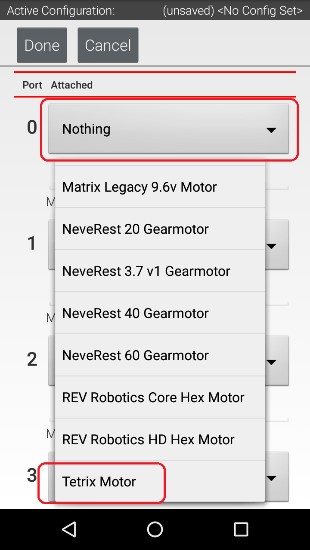 Active Configuration: (unsaved) <No Config Set>
Done Cancel
Port Attached
0 Nothing
Matrix Legacy 9.6v Motor
M
NeveRest 20 Gearmotor
1
NeveRest 3.7 v1 Gearmotor
NeveRest 40 Gearmotor
M
NeveRest 60 Gearmotor
2
REV Robotics Core Hex Motor
REV Robotics HD Hex Motor
M
3 Tetrix Motor